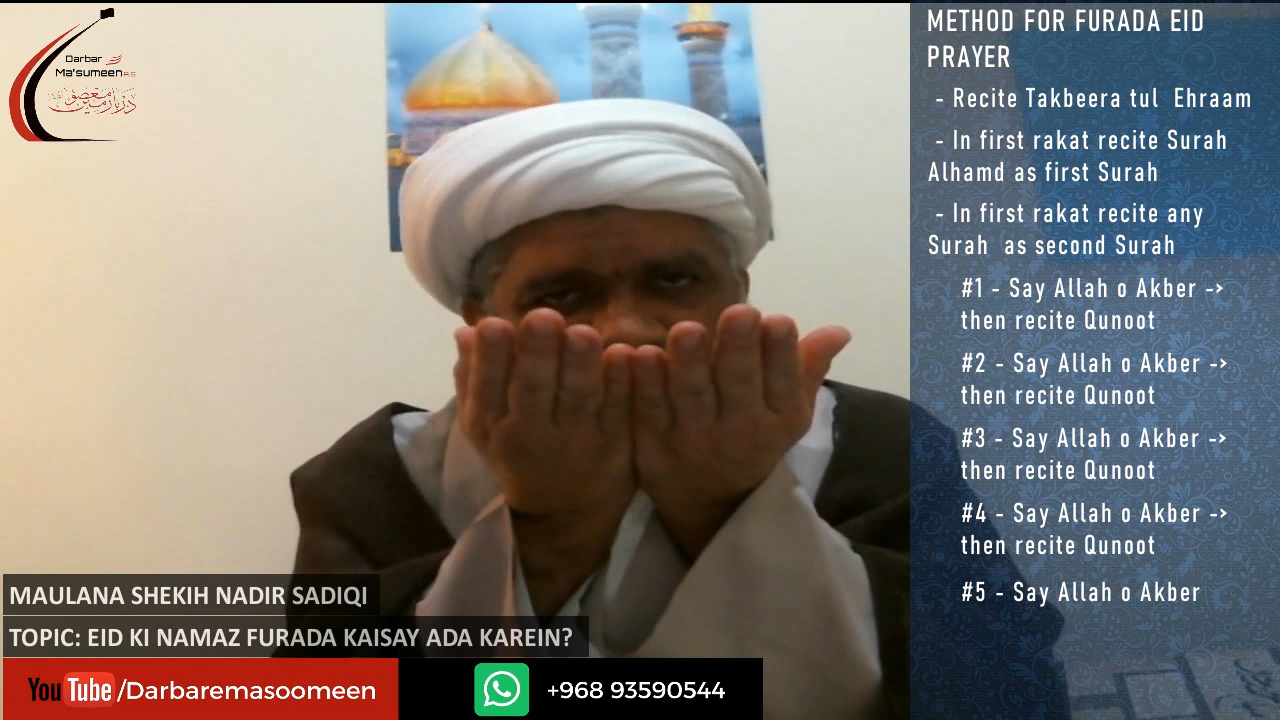 Darbar
Ma'sumeen A.S
دربار معصومین
METHOD FOR FURADA EID
PRAYER
- Recite Takbeera tul Ehraam
- In first rakat recite Surah
Alhamd as first Surah
- In first rakat recite any
Surah as second Surah
#1 - Say Allah o Akber ->
then recite Qunoot
#2 - Say Allah o Akber ->
then recite Qunoot
#3 - Say Allah o Akber ->
then recite Qunoot
#4 - Say Allah o Akber ->
then recite Qunoot
#5 - Say Allah o Akber
MAULANA SHEKIH NADIR SADIQI
TOPIC: EID KI NAMAZ FURADA KAISAY ADA KAREIN?
YouTube/Darbaremasoomeen
+968 93590544